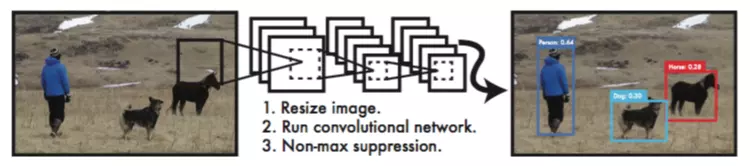 1. Resize image.
2. Run convolutional network.
3. Non-max suppression.
Person: 0.64
Horse: 0.28
Dog: 0.30